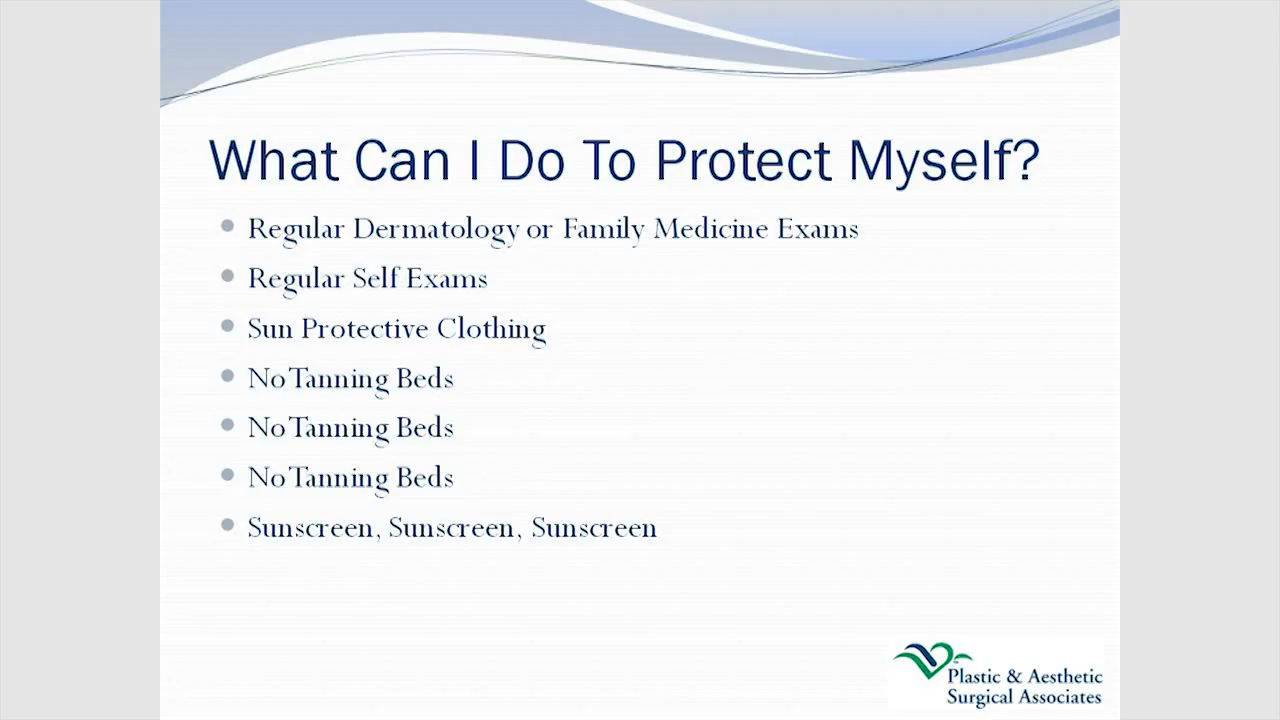 What Can I Do To Protect Myself?
Regular Dermatology or Family Medicine Exams
Regular Self Exams
Sun Protective Clothing
No Tanning Beds
No Tanning Beds
No Tanning Beds
Sunscreen, Sunscreen, Sunscreen
Plastic & Aesthetic
Surgical Associates